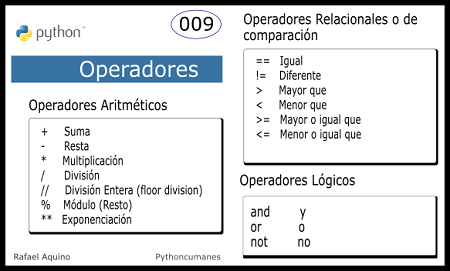 python™
009
Operadores
Operadores Aritméticos
+ Suma
- Resta
* Multiplicación
/ División
// División Entera (floor division)
% Módulo (Resto)
** Exponenciación
Rafael Aquino
Pythoncumanes
Operadores Relacionales o de
comparación
== Igual
!= Diferente
> Mayor que
< Menor que
>= Mayor o igual que
<= Menor o igual que
Operadores Lógicos
and y
or o
not no